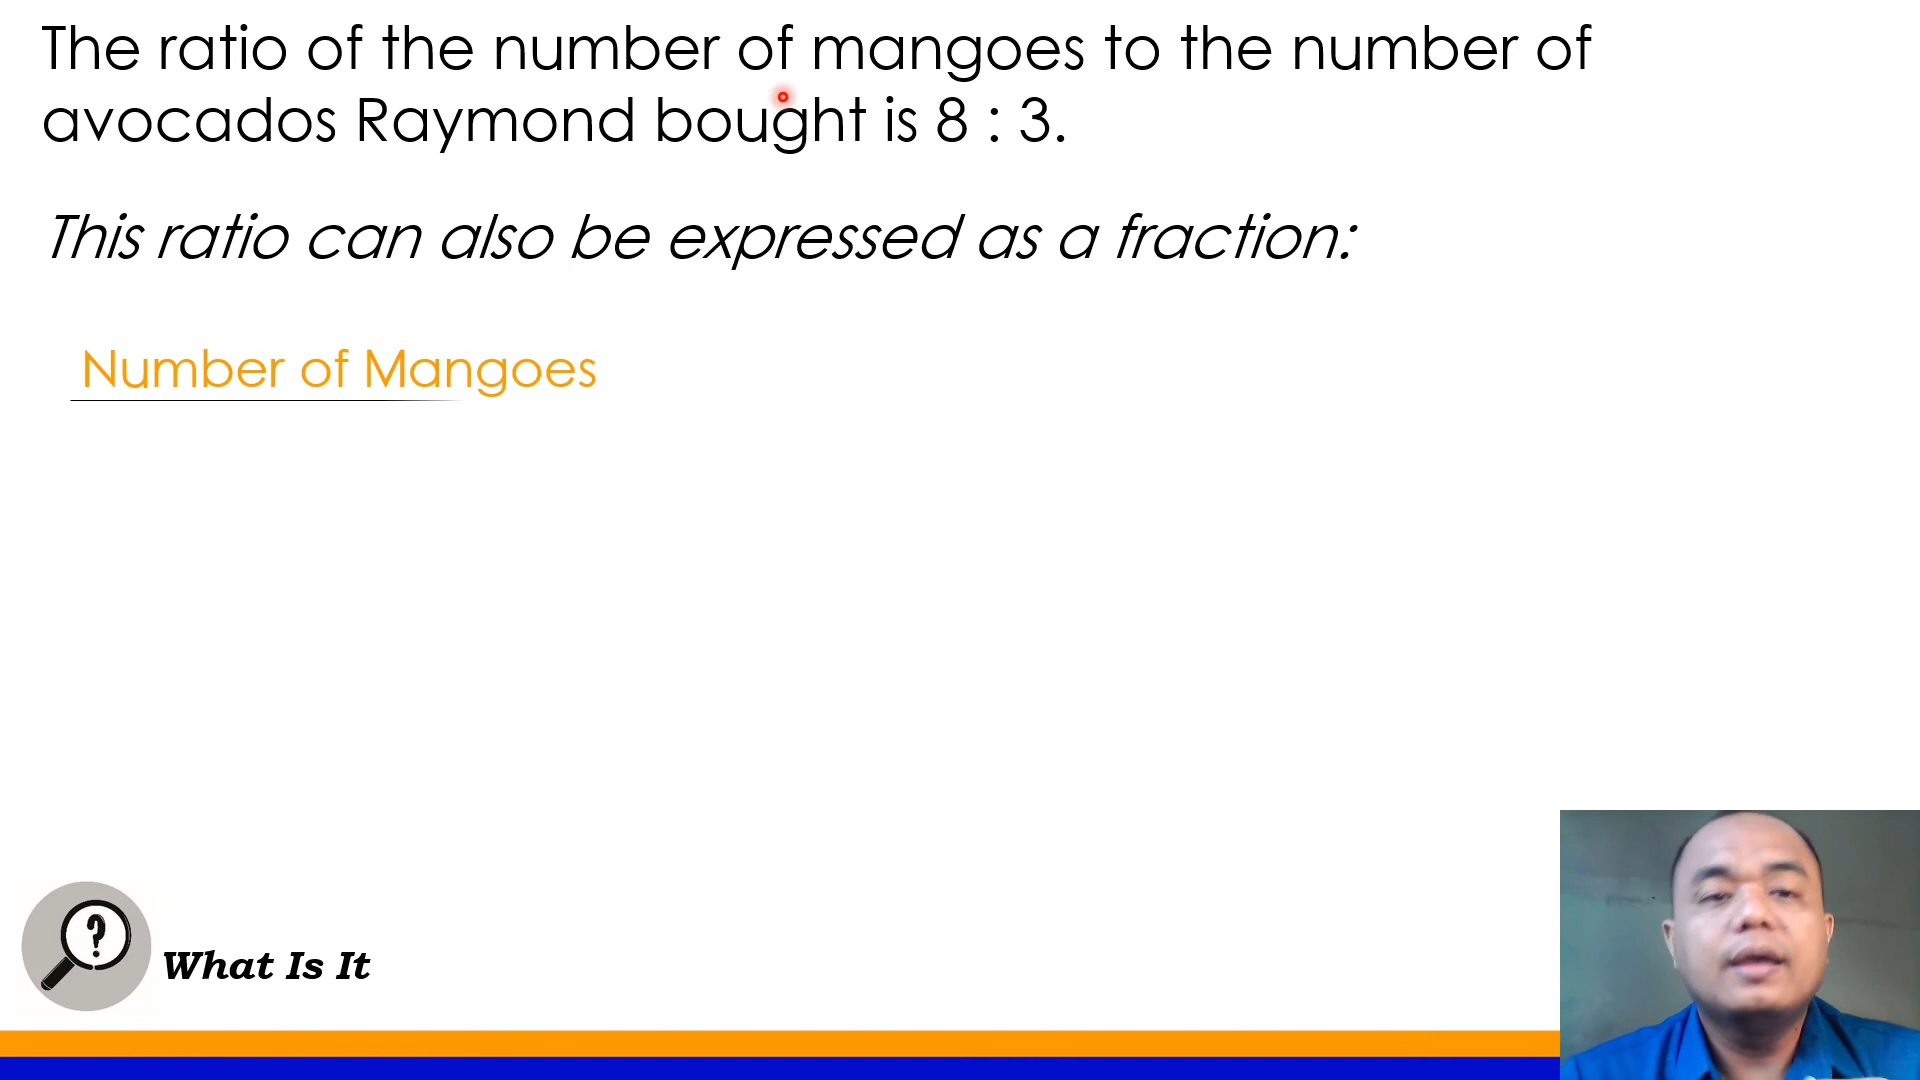 The ratio of the number of mangoes to the number of
avocados Raymond bought is 8 : 3.
This ratio can also be expressed as a fraction:
Number of Mangoes
?
What Is It